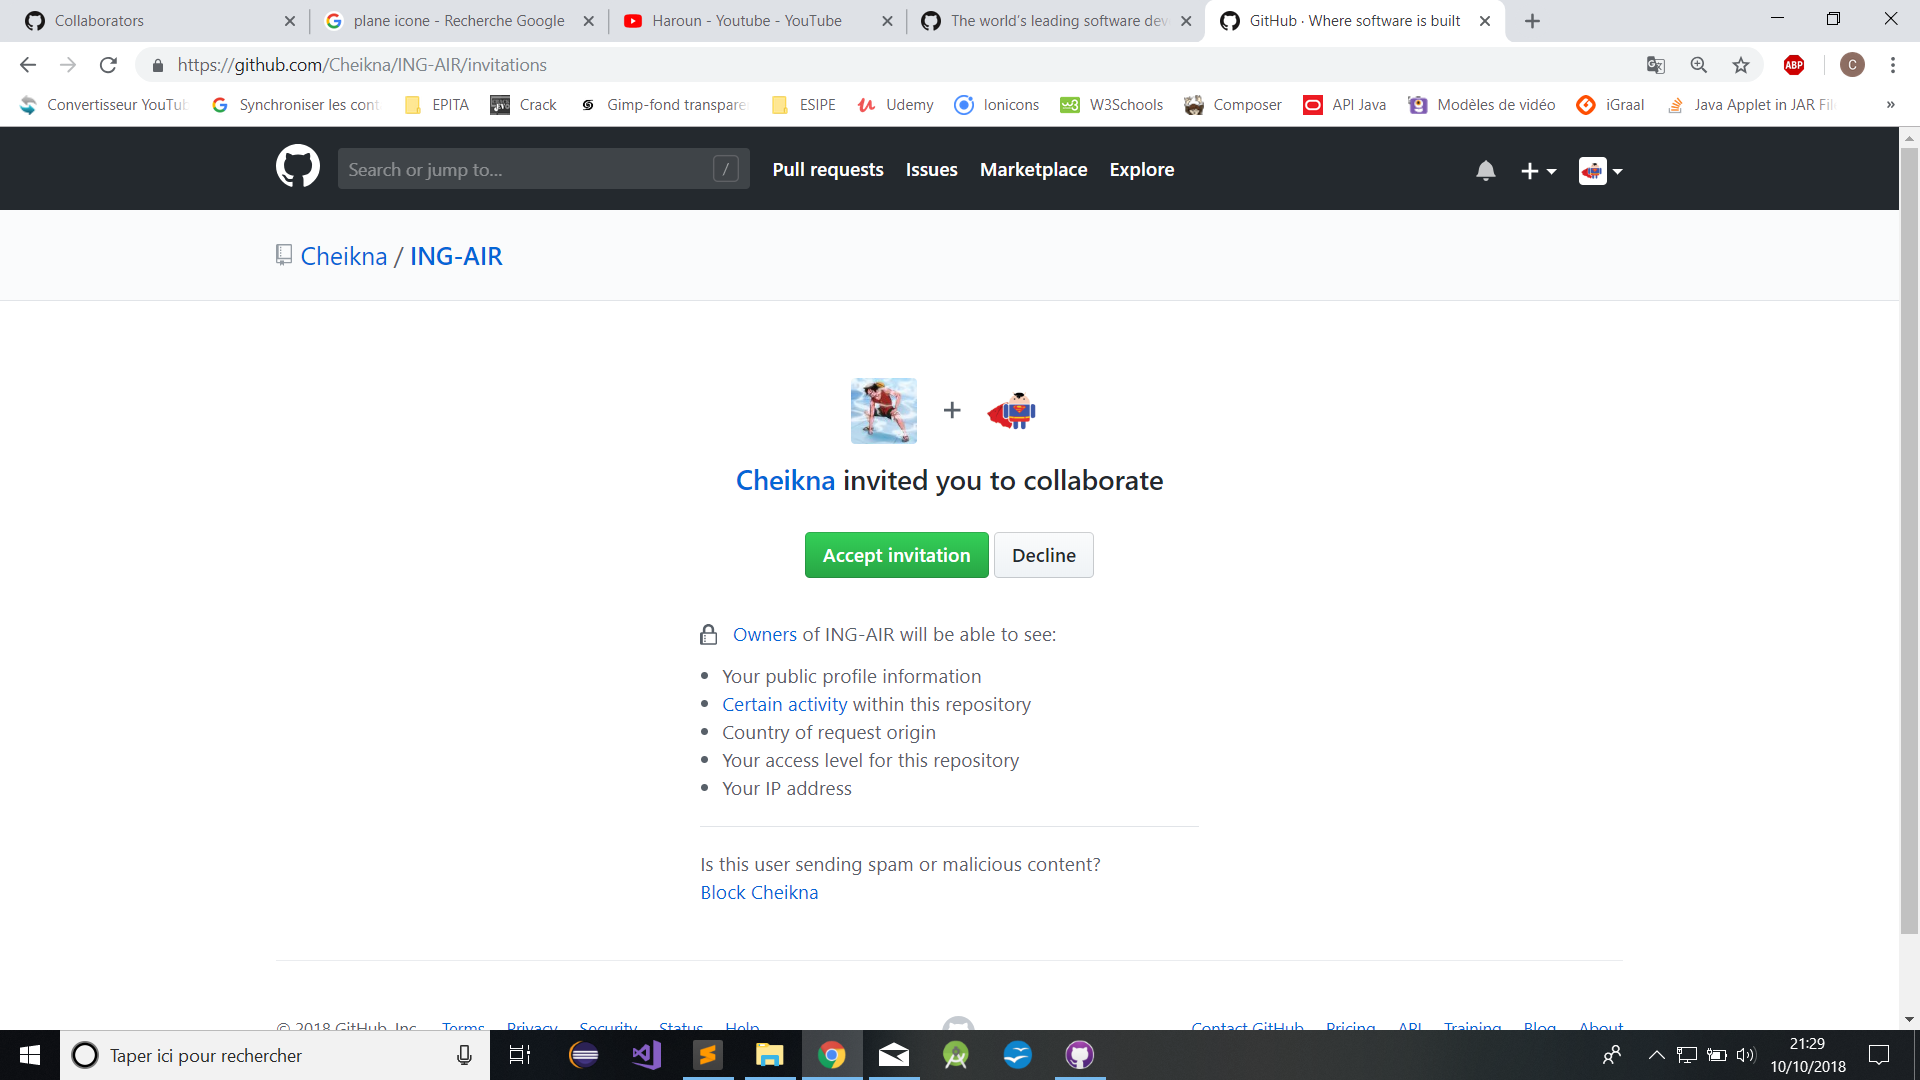 Collaborators
plane icone - Recherche Google
Haroun - Youtube - YouTube
The world's leading software dev
GitHub · Where software is built
https://github.com/Cheikna/ING-AIR/invitations
ABP
C
Convertisseur YouTub
Synchroniser les cont
EPITA
Crack
Gimp-fond transpare
ESIPE
Udemy
Ionicons
W3Schools
Composer
API Java
Modèles de vidéo
iGraal
Java Applet in JAR Fil
»
Search or jump to...
/
Pull requests
Issues
Marketplace
Explore
Cheikna / ING-AIR
+
Cheikna invited you to collaborate
Accept invitation
Decline
Owners of ING-AIR will be able to see:
• Your public profile information
• Certain activity within this repository
• Country of request origin
• Your access level for this repository
• Your IP address
Is this user sending spam or malicious content?
Block Cheikna
© 2018 GitHub, Inc.
Terms
Privacy
Security
Status
Help
Contact GitHub
Pricing
API
Training
Blog
About
Taper ici pour rechercher
21:29
10/10/2018